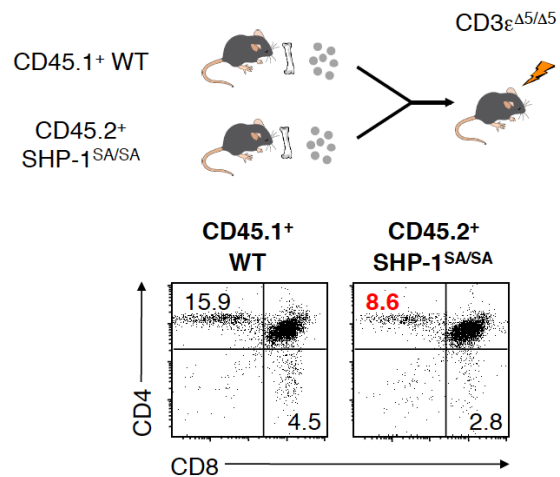 CD3ε^Δ5/Δ5
CD45.1+ WT
CD45.2+
SHP-1^SA/SA
CD45.1+
WT
CD45.2+
SHP-1^SA/SA
15.9
8.6
4.5
2.8
CD4
CD8